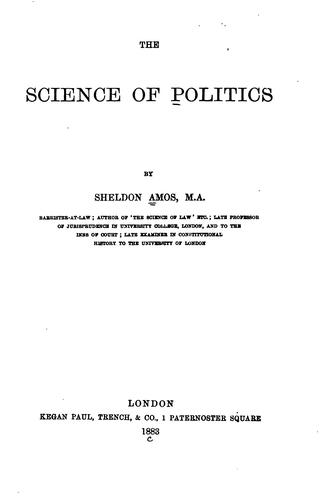 THE
SCIENCE OF POLITICS
BY
SHELDON AMOS, M.A.
BARRISTER-AT-LAW; AUTHOR OF 'THE SCIENCE OF LAW' ETC.; LATE PROFESSOR
OF JURISPRUDENCE IN UNIVERSITY COLLEGE, LONDON, AND TO THE
INNS OF COURT; LATE EXAMINER IN CONSTITUTIONAL
HISTORY TO THE UNIVERSITY OF LONDON
LONDON
KEGAN PAUL, TRENCH, & CO., 1 PATERNOSTER SQUARE
1883
c